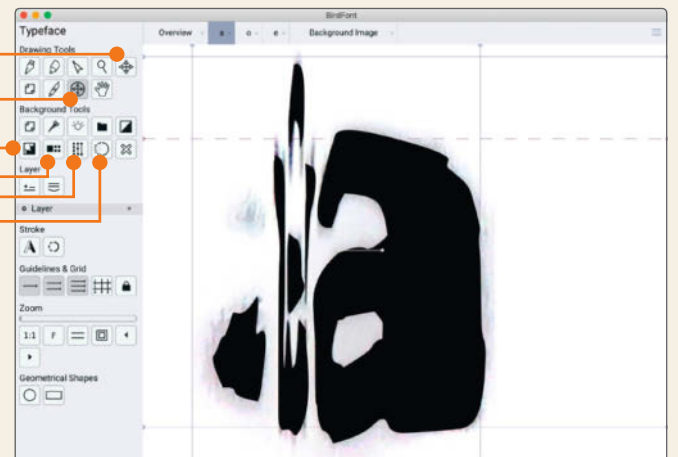 BirdFont
Typeface
Overview
a
o
e
Background Image
Drawing Tools
Background Tools
Layer
Layer
Stroke
A
Guidelines & Grid
Zoom
1:1
F
Geometrical Shapes
a